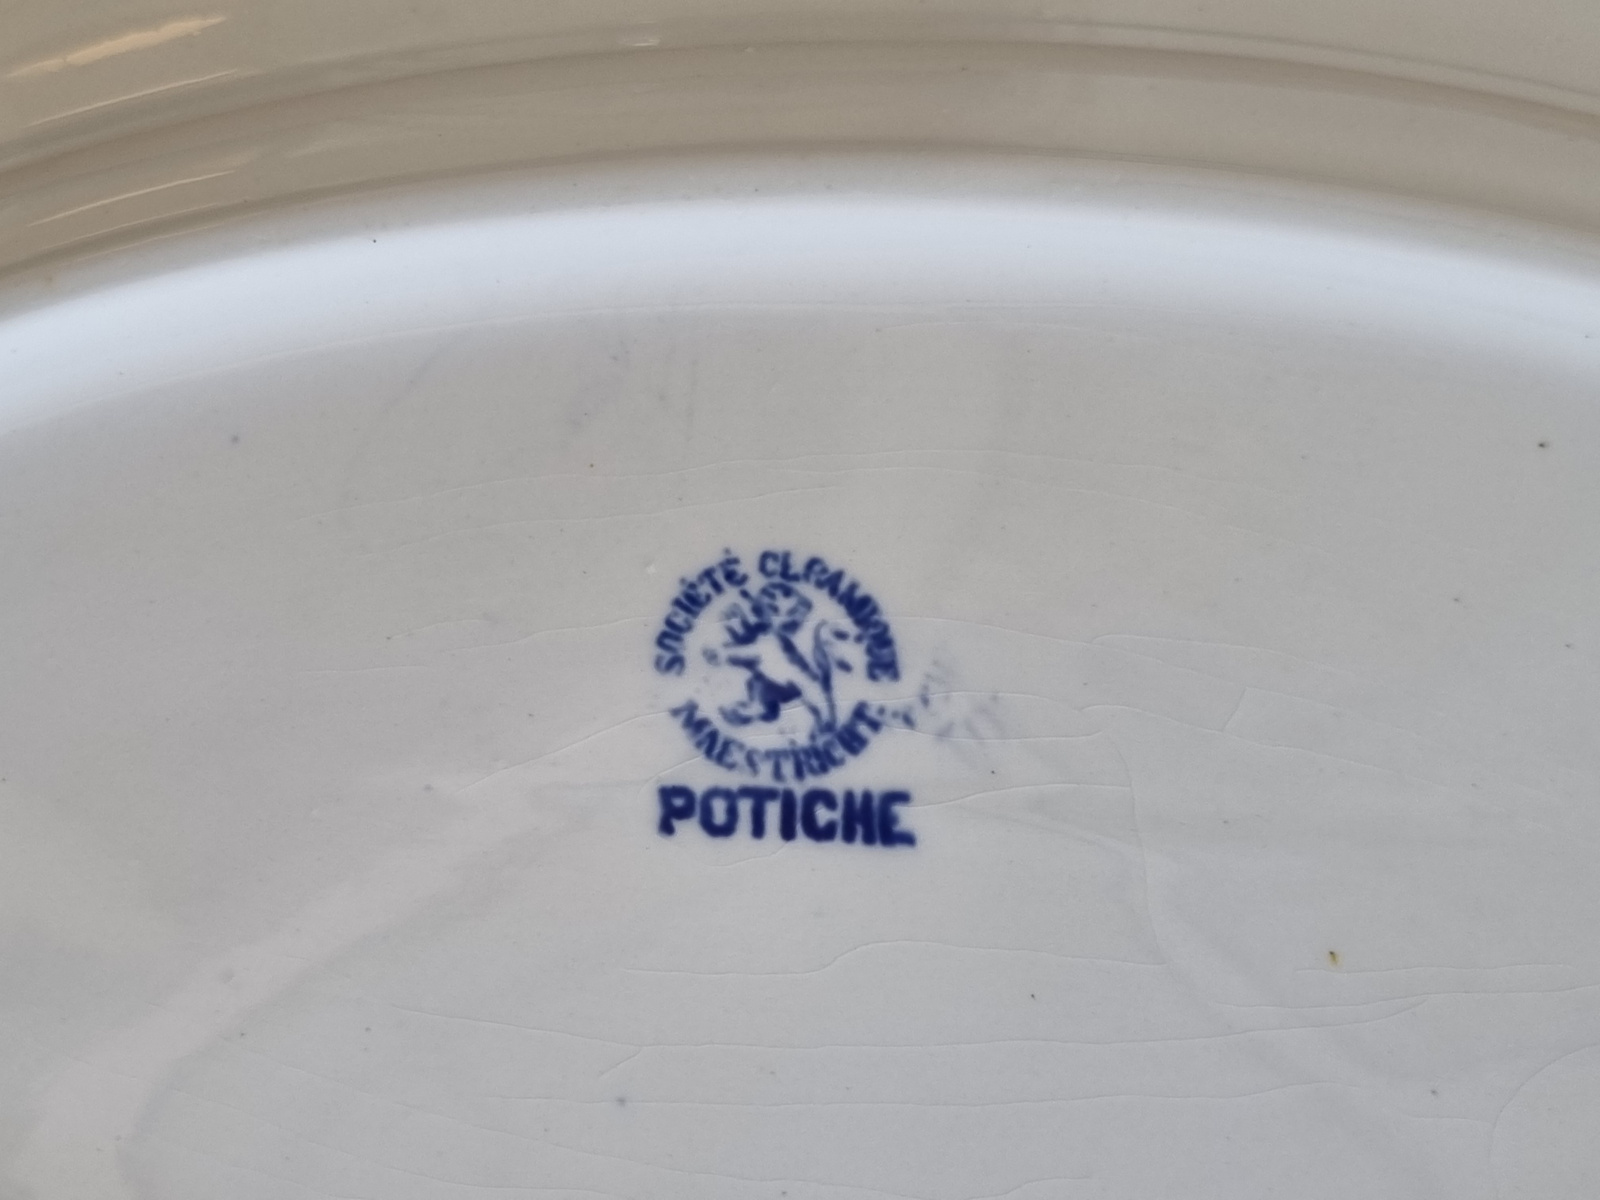 SOCIÉTÉ CÉRAMIQUE
MAESTRICHT.
POTICHE